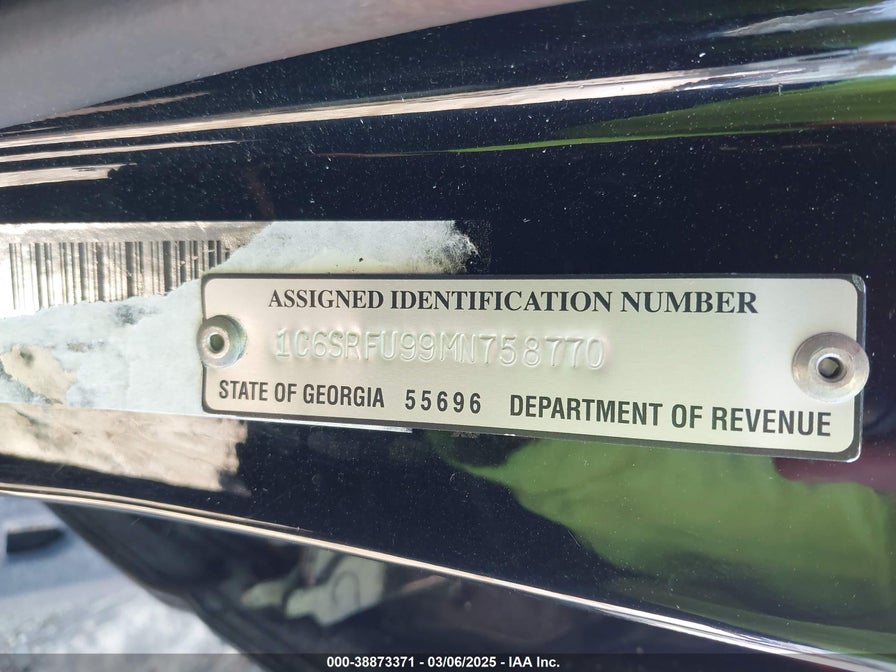 ASSIGNED IDENTIFICATION NUMBER
1C6SRFU99MN758770
STATE OF GEORGIA 55696 DEPARTMENT OF REVENUE
000-38873371 - 03/06/2025 - IAA Inc.